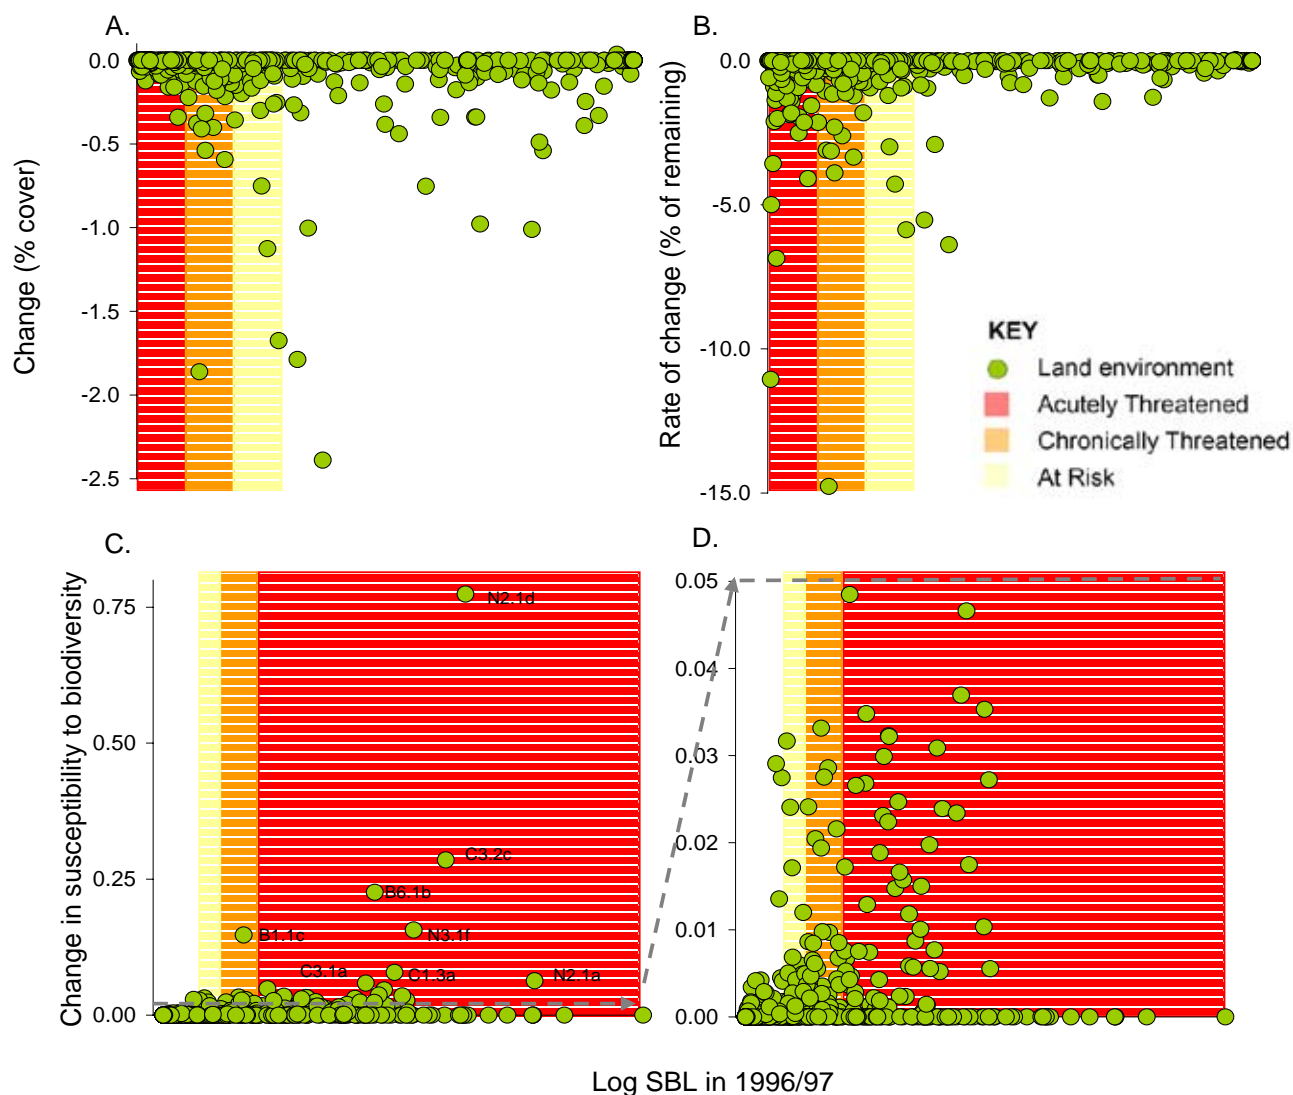 A.
B.
Change (% cover)
0.0
-0.5
-1.0
-1.5
-2.0
-2.5
Rate of change (% of remaining)
0.0
-5.0
-10.0
-15.0
KEY
Land environment
Acutely Threatened
Chronically Threatened
At Risk
C.
D.
Change in susceptibility to biodiversity
0.75
0.50
0.25
0.00
N2.1d
C3.2c
B6.1b
B1.1c
N3.1f
C3.1a
C1.3a
N2.1a
0.05
0.04
0.03
0.02
0.01
0.00
Log SBL in 1996/97